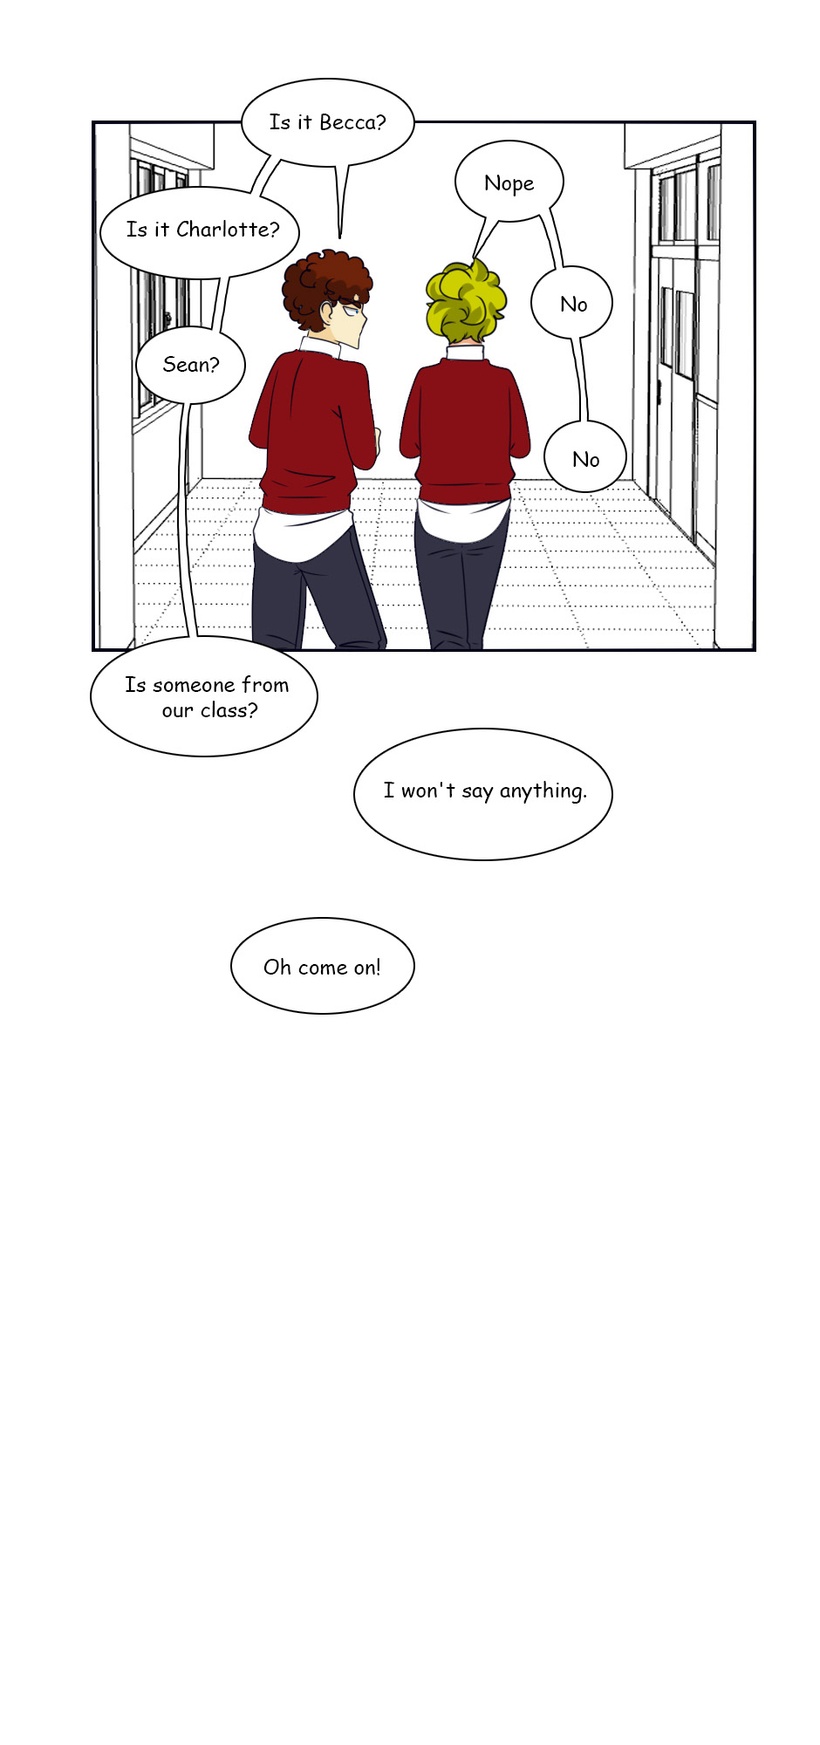 Is it Becca?
Nope
Is it Charlotte?
No
Sean?
No
Is someone from
our class?
I won't say anything.
Oh come on!